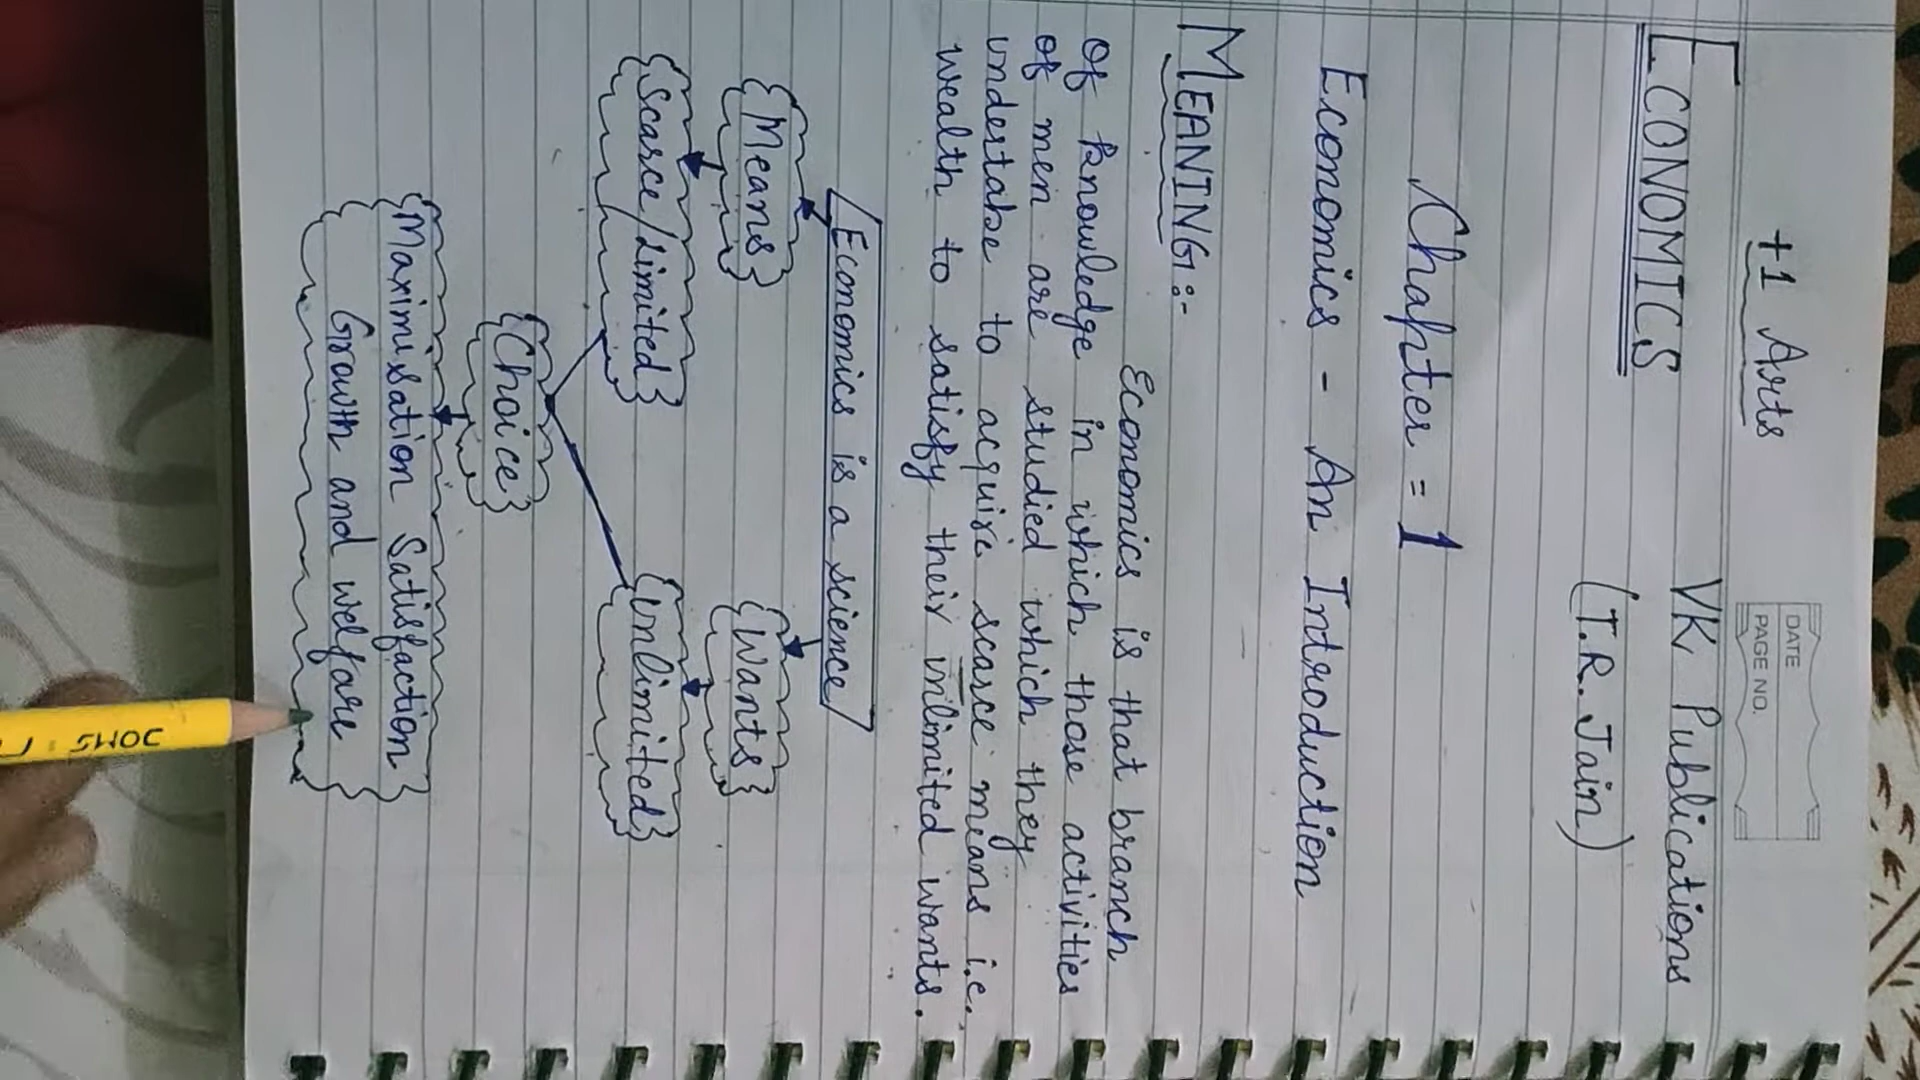 +1 Arts
DATE
PAGE NO.
ECONOMICS VK Publications
(T.R. Jain)
Chapter = 1
Economics - An Introduction
MEANING:-
Economics is that branch
of knowledge in which those activities
of men are studied which they
undertake to acquire scarce means i.e.
wealth to satisfy their unlimited wants.
Economics is a science
{Means} {Wants}
{Scarce/Limited} {Unlimited}
{Choice}
{Maximisation Satisfaction}
Growth and welfare
DOMS